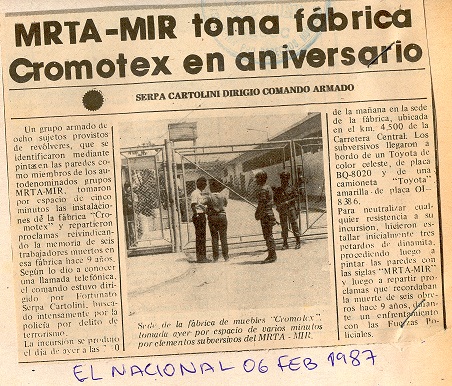 MRTA-MIR toma fábrica
Cromotex en aniversario
SERPA CARTOLINI DIRIGIO COMANDO ARMADO
Un grupo armado de
ocho sujetos provistos
de revólveres, que se
identificaron mediante
pintas en las paredes co-
mo miembros de los au-
todenominados grupos
MRTA-MIR, tomaron
por espacio de cinco
minutos las instalacio-
nes de la fábrica "Cro-
motex" y repartieron
proclamas reivindican-
do la memoria de seis
trabajadores muertos en
esa fábrica hace 9 años.
Según lo dio a conocer
una llamada telefónica,
el comando estuvo diri-
gido por Fortunato
Serpa Cartolini, busca-
do intensamente por la
policía por delito de
terrorismo.
La incursión se produjo
el día de ayer a las
Sede de la fábrica de muebles "Cromotex",
tomada ayer por espacio de varios minutos
por elementos subversivos del MRTA - MIR.
de la mañana en la sede
de la fábrica, ubicada
en el km. 4,500 de la
Carretera Central. Los
subversivos llegaron a
bordo de un Toyota de
color celeste, de placa
BQ-8020 y de una
camioneta "Toyota"
amarilla de placa OI-
8386.
Para neutralizar cual-
quier resistencia a su
incursión, hicieron es-
tallar inicialmente tres
petardos de dinamita,
procediendo luego a
pintar las paredes con
las siglas "MRTA-MIR"
y luego a repartir pro-
clamas que recordaban
la muerte de seis obre-
ros hace 9 años, duran-
te un enfrentamiento
con las Fuerzas Po-
liciales.
EL NACIONAL 06 FEB 1987